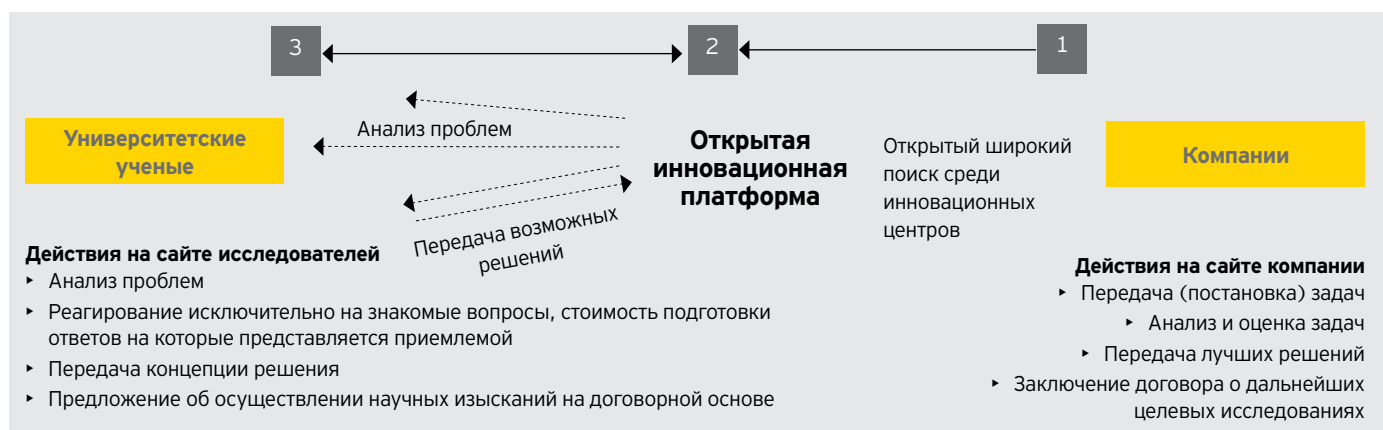 3
2
1
Университетские
ученые
Анализ проблем
Открытая
инновационная
платформа
Открытый широкий
поиск среди
инновационных
центров
Компании
Передача возможных
решений
Действия на сайте исследователей
‣ Анализ проблем
‣ Реагирование исключительно на знакомые вопросы, стоимость подготовки
ответов на которые представляется приемлемой
‣ Передача концепции решения
‣ Предложение об осуществлении научных изысканий на договорной основе
Действия на сайте компании
‣ Передача (постановка) задач
‣ Анализ и оценка задач
‣ Передача лучших решений
‣ Заключение договора о дальнейших
целевых исследованиях